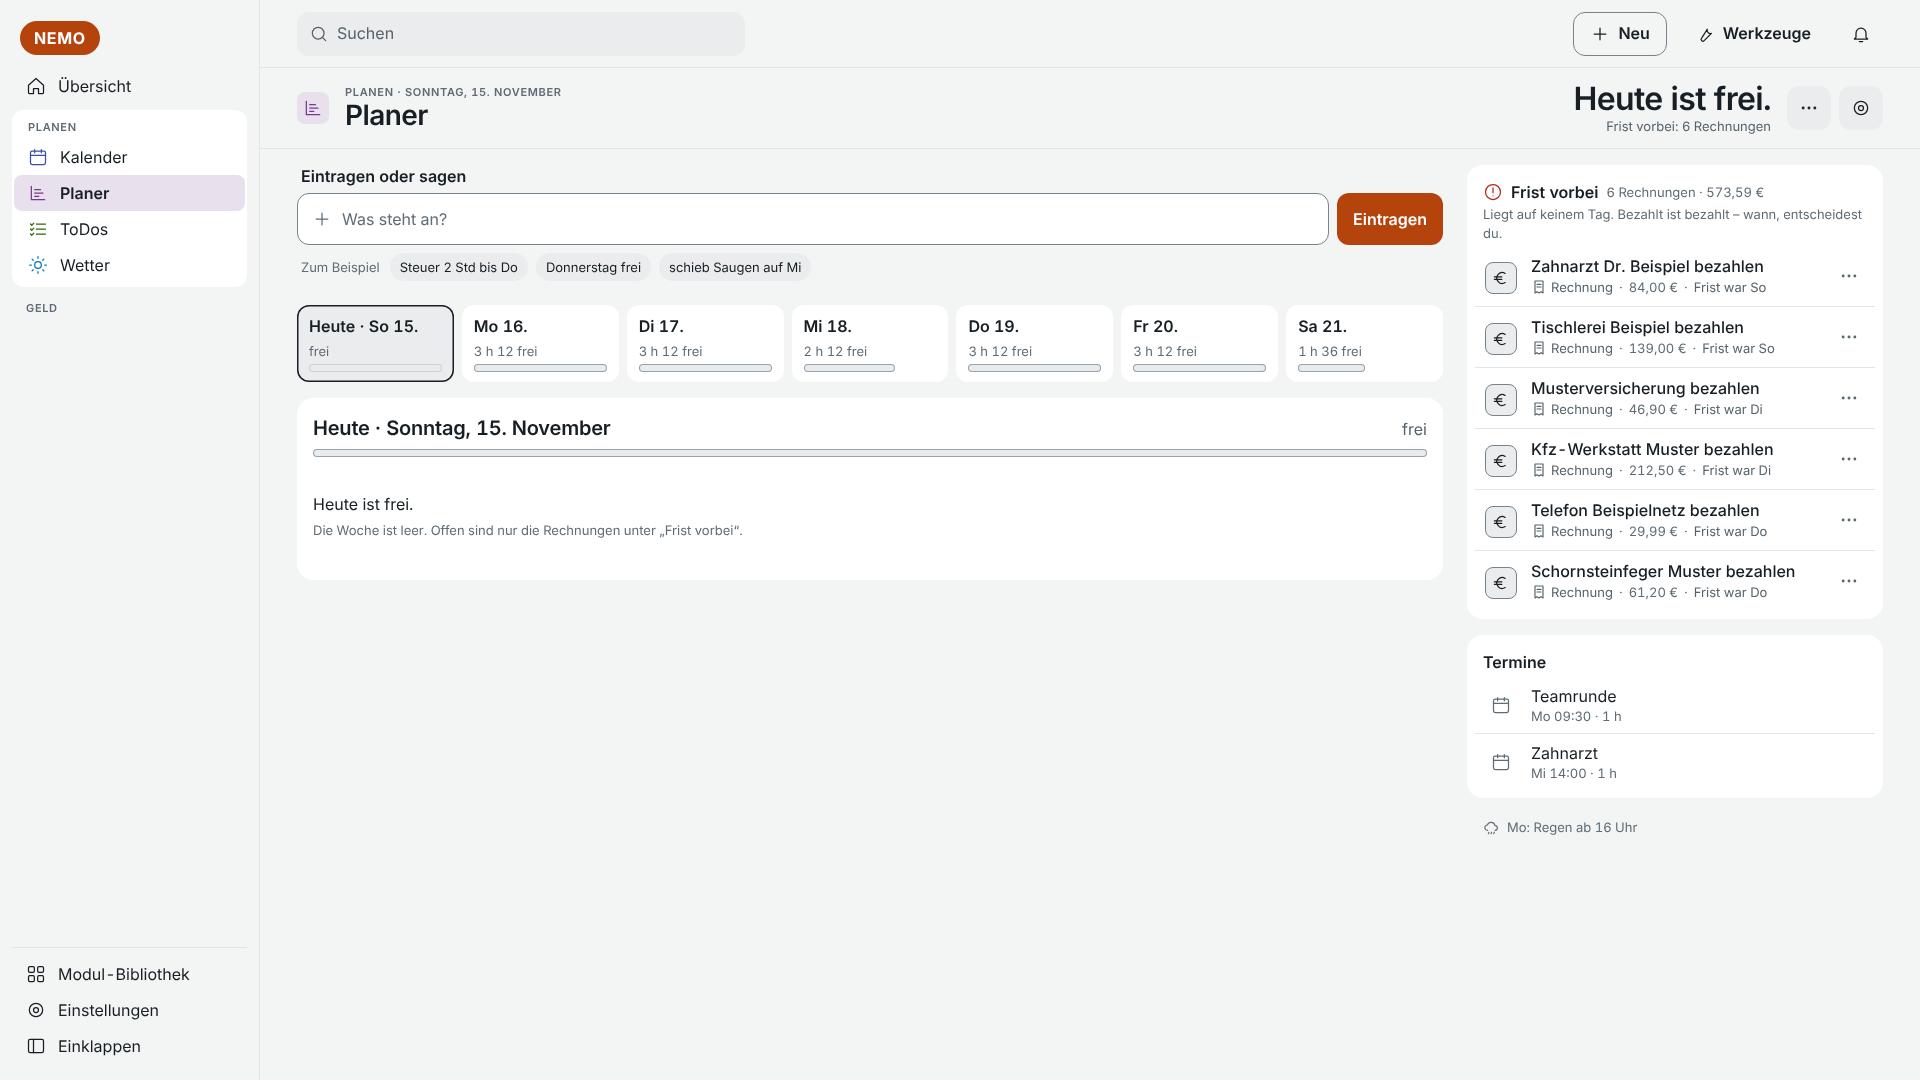 NEMO
Übersicht
PLANEN
Kalender
Planer
ToDos
Wetter
GELD
Modul-Bibliothek
Einstellungen
Einklappen
Suchen
Neu
Werkzeuge
PLANEN · SONNTAG, 15. NOVEMBER
Planer
Heute ist frei.
Frist vorbei: 6 Rechnungen
Eintragen oder sagen
Was steht an?
Eintragen
Zum Beispiel
Steuer 2 Std bis Do
Donnerstag frei
schieb Saugen auf Mi
Heute · So 15.
frei
Mo 16.
3 h 12 frei
Di 17.
3 h 12 frei
Mi 18.
2 h 12 frei
Do 19.
3 h 12 frei
Fr 20.
3 h 12 frei
Sa 21.
1 h 36 frei
Heute · Sonntag, 15. November
frei
Heute ist frei.
Die Woche ist leer. Offen sind nur die Rechnungen unter „Frist vorbei“.
Frist vorbei 6 Rechnungen · 573,59 €
Liegt auf keinem Tag. Bezahlt ist bezahlt – wann, entscheidest
du.
Zahnarzt Dr. Beispiel bezahlen
Rechnung · 84,00 € · Frist war So
Tischlerei Beispiel bezahlen
Rechnung · 139,00 € · Frist war So
Musterversicherung bezahlen
Rechnung · 46,90 € · Frist war Di
Kfz-Werkstatt Muster bezahlen
Rechnung · 212,50 € · Frist war Di
Telefon Beispielnetz bezahlen
Rechnung · 29,99 € · Frist war Do
Schornsteinfeger Muster bezahlen
Rechnung · 61,20 € · Frist war Do
Termine
Teamrunde
Mo 09:30 · 1 h
Zahnarzt
Mi 14:00 · 1 h
Mo: Regen ab 16 Uhr